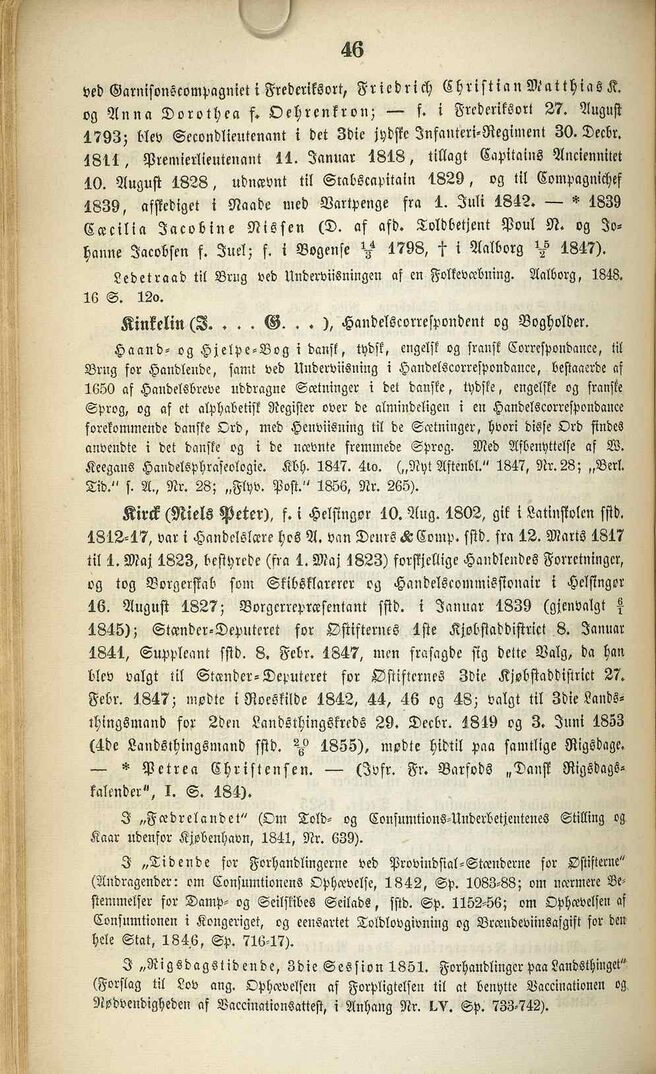 46
ved Garnisonscompagniet i Frederiksort, Friedrich Christian Matthias K.
og Anna Dorothea f. Oehrenkron; — f. i Frederiksort 27. August
1793; blev Secondlieutenant i det 3die jydske Infanteri-Regiment 30. Decbr.
1811, Premierlieutenant 11. Januar 1818, tillagt Capitains Anciennitet
10. August 1828, udnævnt til Stabscapitain 1829, og til Compagnichef
1839, afskediget i Naade med Vartpenge fra 1. Juli 1842. — * 1839
Cæcilia Jacobine Nissen (D. af afd. Toldbetjent Poul N. og Jo-
hanne Jacobsen f. Juel; f. i Bogense 14/3 1798, † i Aalborg 15/2 1847).
Ledetraad til Brug ved Underviisningen af en Folkevæbning. Aalborg, 1848.
16 S. 12o.
Kinkelin (J. . . . G. . . .), Handelscorrespondent og Bogholder.
Haand- og Hjelpe-Bog i dansk, tydsk, engelsk og fransk Correspondance, til
Brug for Handlende, samt ved Underviisning i Handelscorrespondance, bestaaerde af
1650 af Handelsbreve uddragne Sætninger i det danske, tydske, engelske og franske
Sprog, og af et alphabetisk Register over de almindeligen i en Handelscorrespondance
forekommende danske Ord, med Henviisning til de Sætninger, hvori disse Ord findes
anvendte i det danske og i de nævnte fremmede Sprog. Med Afbenyttelse af W.
Keegans Handelsphraseologie. Kbh. 1847. 4to. („Nyt Aftenbl." 1847, Nr. 28; „Berl.
Tid." s. A., Nr. 28; „Flyv. Post." 1856, Nr. 265).
Kirck (Niels Peter), f. i Helsingør 10. Aug. 1802, gik i Latinskolen sstd.
1812-17, var i Handelslære hos A. van Deurs & Comp. sstd. fra 12. Marts 1817
til 1. Maj 1823, bestyrede (fra 1. Maj 1823) forskjellige Handlendes Forretninger,
og tog Borgerskab som Skibsklarerer og Handelscommissionair i Helsingør
16. August 1827; Borgerrepræsentant sstd. i Januar 1839 (gjenvalgt 6/1
1845); Stænder-Deputeret for Østifternes 1ste Kjøbstaddistrict 8. Januar
1841, Suppleant sstd. 8. Febr. 1847, men frasagde sig dette Valg, da han
blev valgt til Stænder-Deputeret for Østifternes 3die Kjøbstaddistrict 27.
Febr. 1847; mødte i Roeskilde 1842, 44, 46 og 48; valgt til 3die Lands-
thingsmand for 2den Landsthingskreds 29. Decbr. 1849 og 3. Juni 1853
(4de Landsthingsmand sstd. 20/6 1855), mødte hidtil paa samtlige Rigsdage.
— * Petrea Christensen. — (Jvfr. Fr. Barfods „Dansk Rigsdags-
kalender", I. S. 184).
I „Fædrelandet" (Om Told- og Consumtions-Underbetjentenes Stilling og
Kaar udenfor Kjøbenhavn, 1841, Nr. 639).
I „Tidende for Forhandlingerne ved Provindsial-Stænderne for Østifterne"
(Andragender: om Consumtionens Ophævelse, 1842, Sp. 1083-88; om nærmere Be-
stemmelser for Damp- og Seilskibes Seilads, sstd. Sp. 1152-56; om Ophævelsen af
Consumtionen i Kongeriget, og eensartet Toldlovgivning og Brændeviinsafgift for den
hele Stat, 1846, Sp. 716-17).
I „Rigsdagstidende, 3die Session 1851. Forhandlinger paa Landsthinget"
(Forslag til Lov ang. Ophævelsen af Forpligtelsen til at benytte Vaccinationen og
Nødvendigheden af Vaccinationsattest, i Anhang Nr. LV. Sp. 733-742).